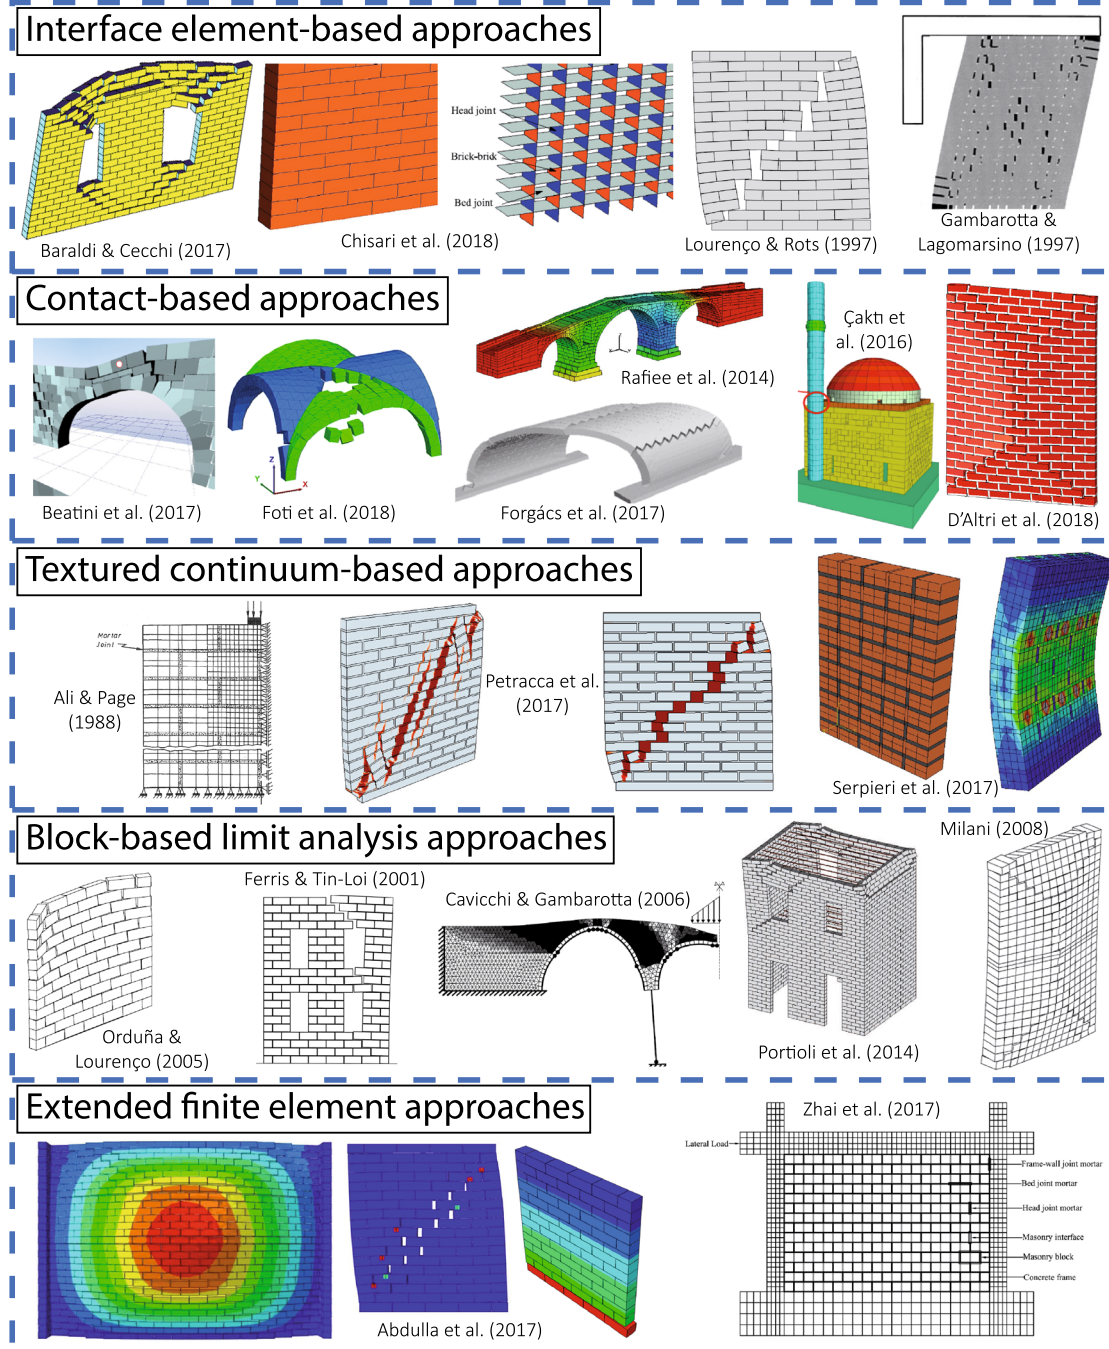 Interface element-based approaches
Head joint
Brick-brick
Bed joint
Baraldi & Cecchi (2017)
Chisari et al. (2018)
Lourenço & Rots (1997)
Gambarotta &
Lagomarsino (1997)
Contact-based approaches
Çakti et
al. (2016)
Rafiee et al. (2014)
Z
Y
X
Beatini et al. (2017)
Foti et al. (2018)
Forgács et al. (2017)
D'Altri et al. (2018)
Textured continuum-based approaches
Mortar
Joint
Ali & Page
(1988)
Petracca et al.
(2017)
Serpieri et al. (2017)
Block-based limit analysis approaches
Milani (2008)
Ferris & Tin-Loi (2001)
Cavicchi & Gambarotta (2006)
Orduña &
Lourenço (2005)
Portioli et al. (2014)
Extended finite element approaches
Zhai et al. (2017)
Lateral Load
Frame-wall joint mortar
Bed joint mortar
Head joint mortar
Masonry interface
Masonry block
Concrete frame
Abdulla et al. (2017)